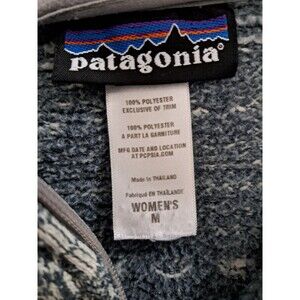 patagonia®
100% POLYESTER
EXCLUSIVE OF TRIM
100% POLYESTER
A PART LA GARNITURE
MFG DATE AND LOCATION
AT PCPSIA.COM
MADE IN THAILAND
Fabriqué EN THAÏLANDE
WOMEN'S
M